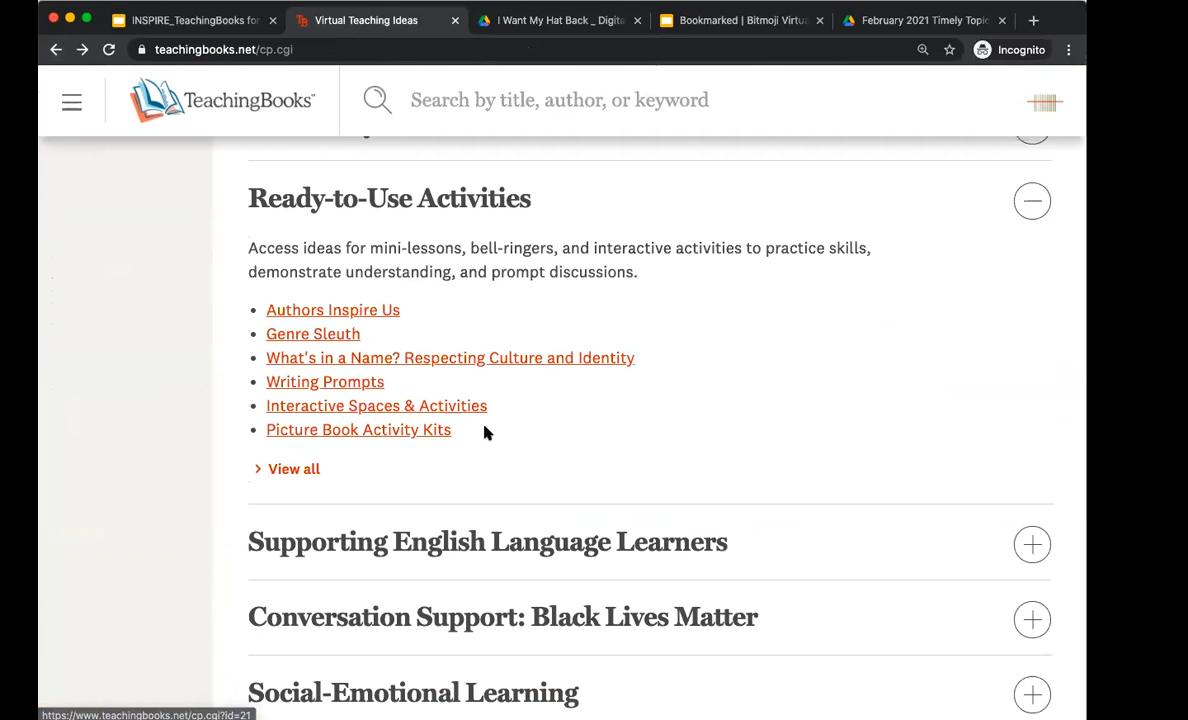 INSPIRE_TeachingBooks for
Virtual Teaching Ideas
I Want My Hat Back _ Digita
Bookmarked | Bitmoji Virtua
February 2021 Timely Topic
teachingbooks.net/cp.cgi
Incognito
TeachingBooks
Search by title, author, or keyword
Ready-to-Use Activities
Access ideas for mini-lessons, bell-ringers, and interactive activities to practice skills,
demonstrate understanding, and prompt discussions.
• Authors Inspire Us
• Genre Sleuth
• What's in a Name? Respecting Culture and Identity
• Writing Prompts
• Interactive Spaces & Activities
• Picture Book Activity Kits
> View all
Supporting English Language Learners
Conversation Support: Black Lives Matter
Social-Emotional Learning
https://www.teachingbooks.net/cp.cgi?id=21